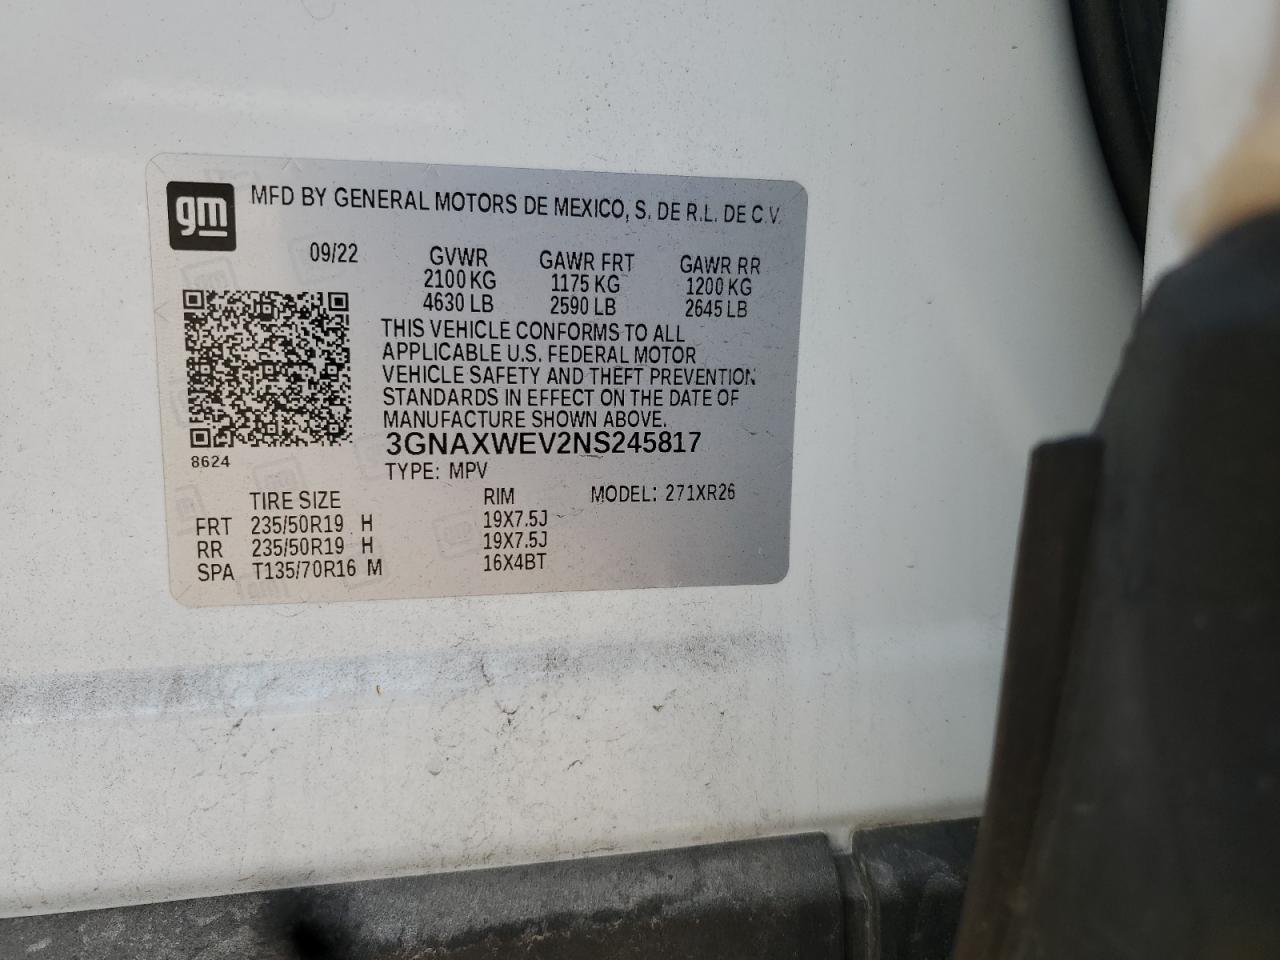 gm
MFD BY GENERAL MOTORS DE MEXICO, S. DE R.L. DE C.V.
09/22 GVWR GAWR FRT GAWR RR
2100 KG 1175 KG 1200 KG
4630 LB 2590 LB 2645 LB
THIS VEHICLE CONFORMS TO ALL
APPLICABLE U.S. FEDERAL MOTOR
VEHICLE SAFETY AND THEFT PREVENTION
STANDARDS IN EFFECT ON THE DATE OF
MANUFACTURE SHOWN ABOVE.
3GNAXWEV2NS245817
8624
TYPE: MPV
TIRE SIZE RIM MODEL: 271XR26
FRT 235/50R19 H 19X7.5J
RR 235/50R19 H 19X7.5J
SPA T135/70R16 M 16X4BT